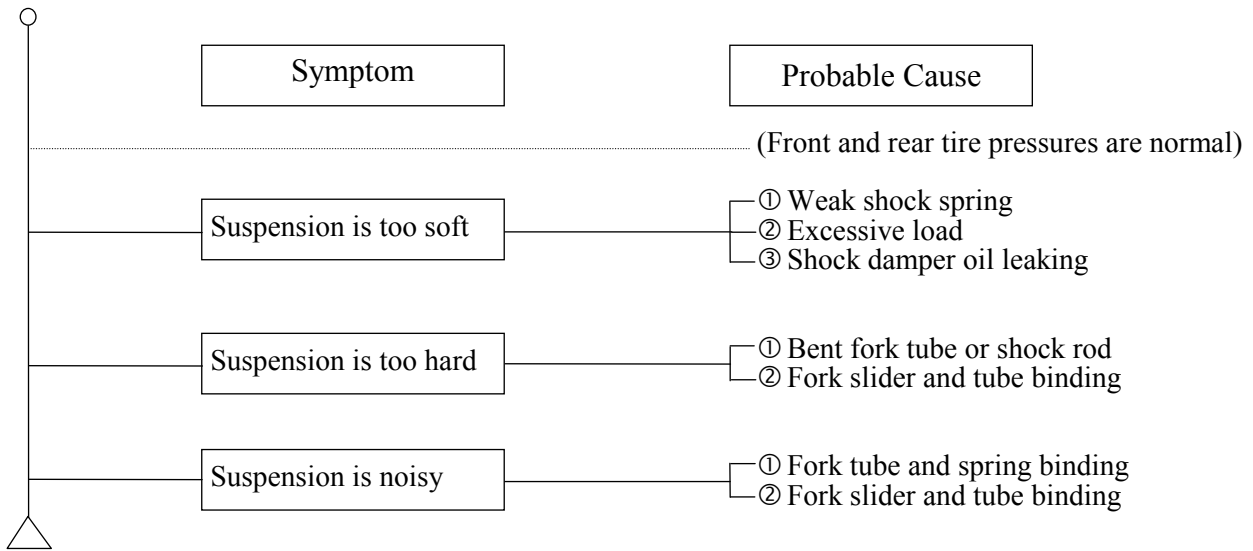 Symptom
Probable Cause
(Front and rear tire pressures are normal)
Suspension is too soft
① Weak shock spring
② Excessive load
③ Shock damper oil leaking
Suspension is too hard
① Bent fork tube or shock rod
② Fork slider and tube binding
Suspension is noisy
① Fork tube and spring binding
② Fork slider and tube binding